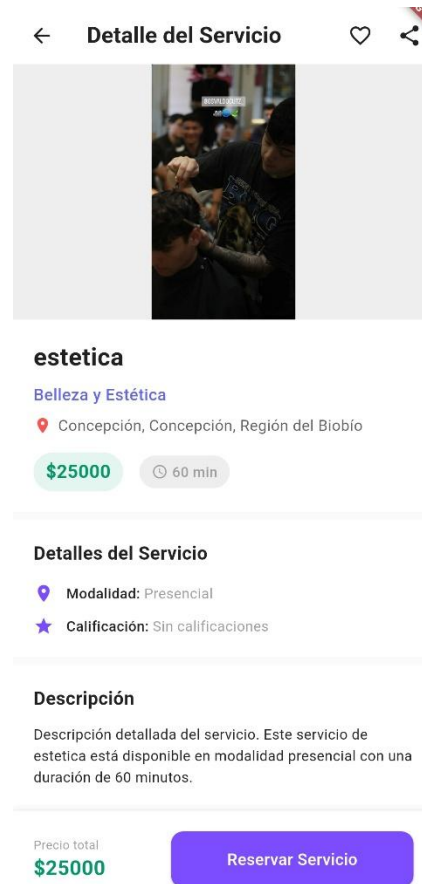 Detalle del Servicio
estetica
Belleza y Estética
Concepción, Concepción, Región del Biobío
$25000
60 min
Detalles del Servicio
Modalidad: Presencial
Calificación: Sin calificaciones
Descripción
Descripción detallada del servicio. Este servicio de
estetica está disponible en modalidad presencial con una
duración de 60 minutos.
Precio total
$25000
Reservar Servicio